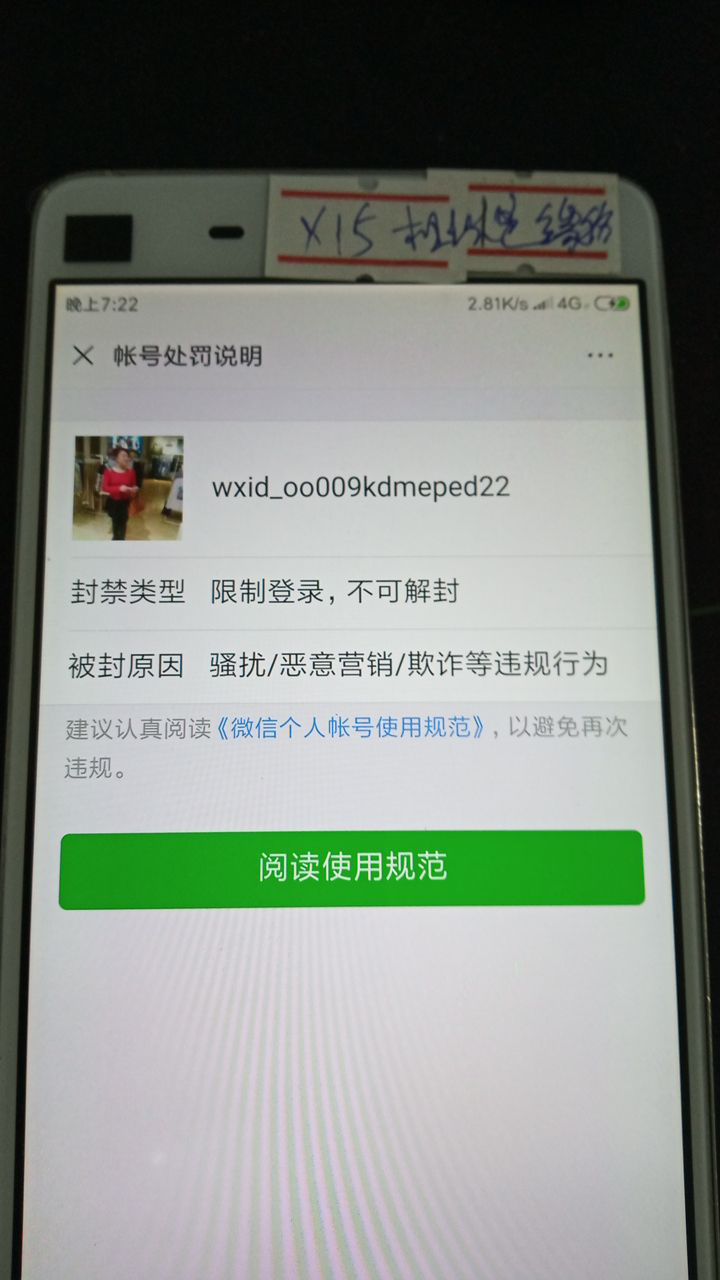 X15
晚上7:22
2.81K/s 4G
帐号处罚说明
wxid_oo009kdmeped22
封禁类型 限制登录，不可解封
被封原因 骚扰/恶意营销/欺诈等违规行为
建议认真阅读《微信个人帐号使用规范》，以避免再次
违规。
阅读使用规范